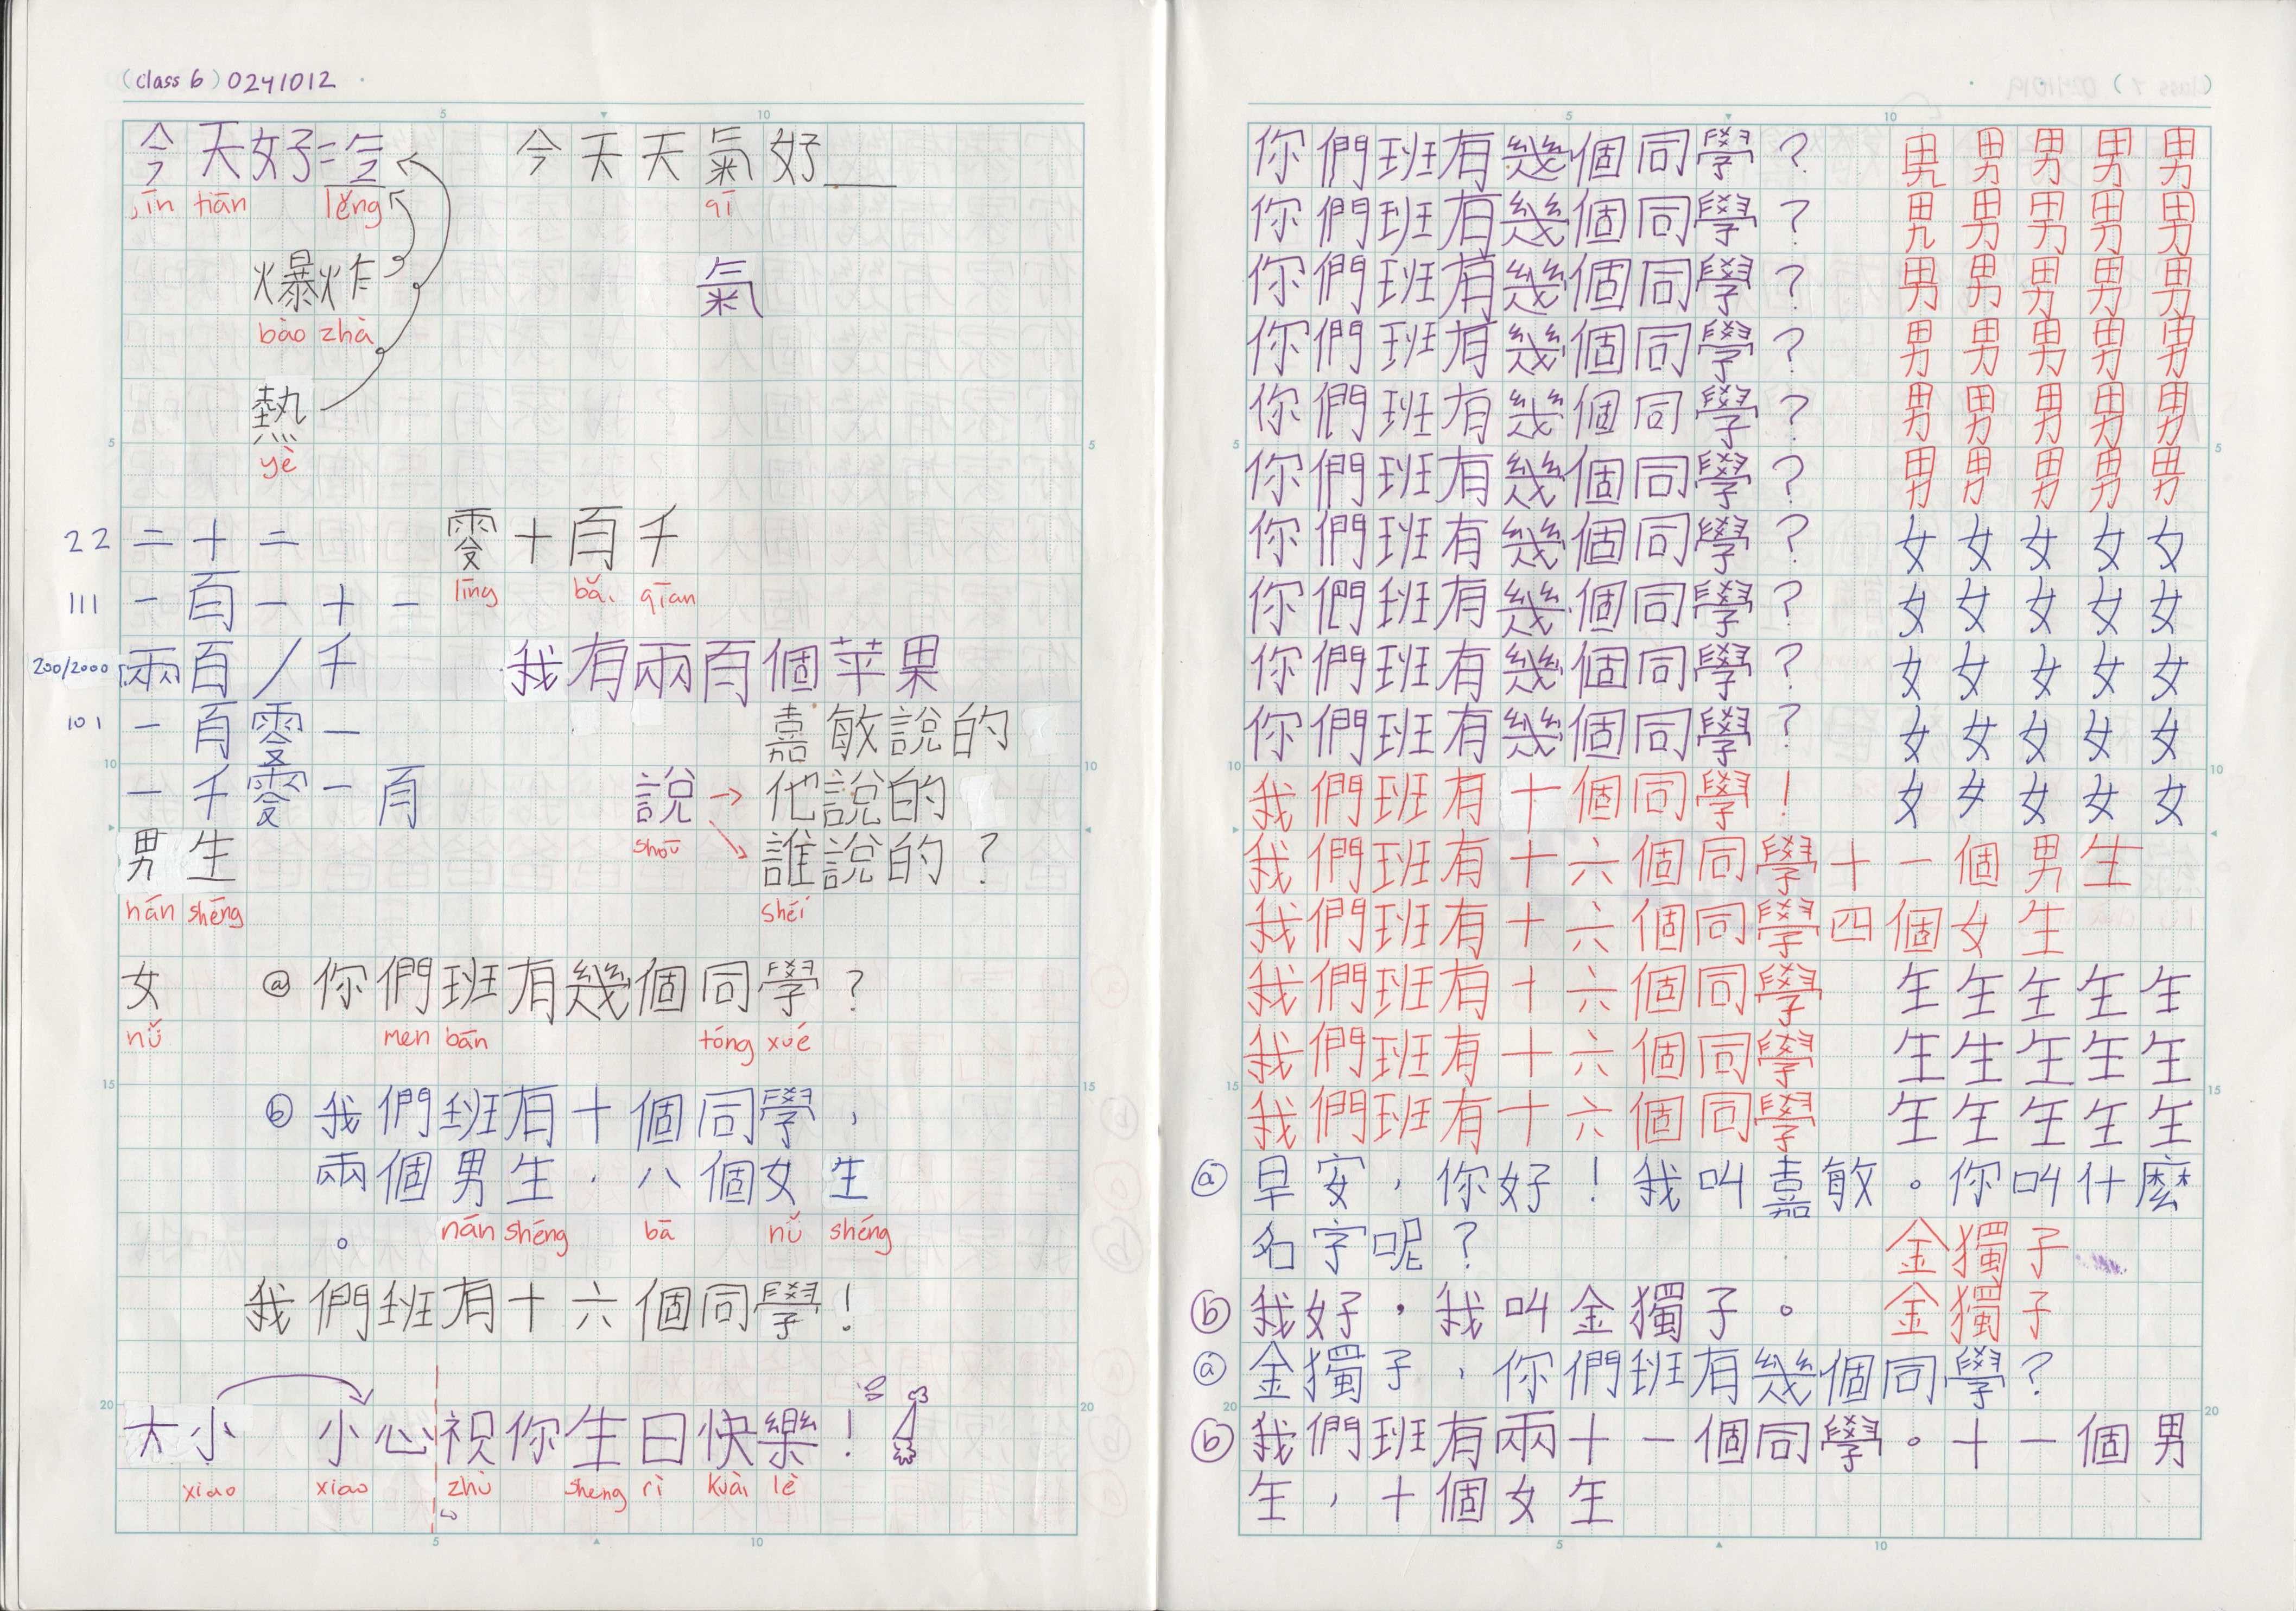 (class 6) 0241012
今天好冷 今天天氣好__
jīn tiān lěng qī
爆炸 氣
bào zhà
熱
yè
22 二十二 零十百千
líng bǎi qīan
111 一百一十一
200/2000 兩百/千 我有兩百個苹果
101 一百零一 嘉敏說的
一千零一百 說 → 他說的
shoū
男生 誰說的?
nán shéng shéí
女 ⓐ 你們班有幾個同學?
nǚ men bān tóng xué
ⓑ 我們班有十個同學,
兩個男生,八個女生
nán shéng bā nǚ shéng
。
我們班有十六個同學!
大小 小心 祝你生日快樂!
xiao xiao zhù sheng rì kuài lè
5 10
你們班有幾個同學? 男男男男男
你們班有幾個同學? 男男男男男
你們班有幾個同學? 男男男男男
你們班有幾個同學? 男男男男男
你們班有幾個同學? 男男男男男
你們班有幾個同學? 男男男男男
你們班有幾個同學? 女女女女女
你們班有幾個同學? 女女女女女
你們班有幾個同學? 女女女女女
你們班有幾個同學? 女女女女女
我們班有十個同學! 女女女女女
我們班有十六個同學十一個男生
我們班有十六個同學四個女生
我們班有十六個同學 生生生生生
我們班有十六個同學 生生生生生
我們班有十六個同學 生生生生生
ⓐ 早安,你好!我叫嘉敏。你叫什麼
名字呢? 金獨子
ⓑ 我好,我叫金獨子。 金獨子
ⓐ 金獨子,你們班有幾個同學?
ⓑ 我們班有兩十一個同學。十一個男
生,十個女生
5 10